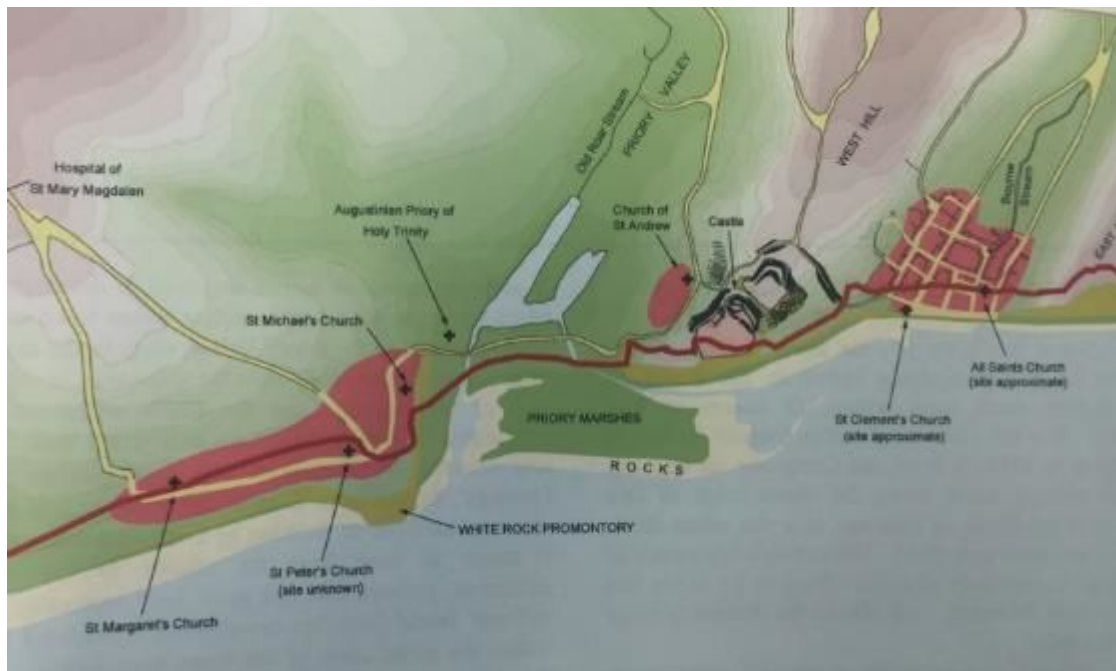 Old Roar Stream
PRIORY VALLEY
WEST HILL
Hospital of
St Mary Magdalen
Augustinian Priory of
Holy Trinity
Church of
St Andrew
Castle
Bourne
Stream
EAST
St Michael's Church
All Saints Church
(site approximate)
St Clement's Church
(site approximate)
PRIORY MARSHES
ROCKS
WHITE ROCK PROMONTORY
St Peter's Church
(site unknown)
St Margaret's Church